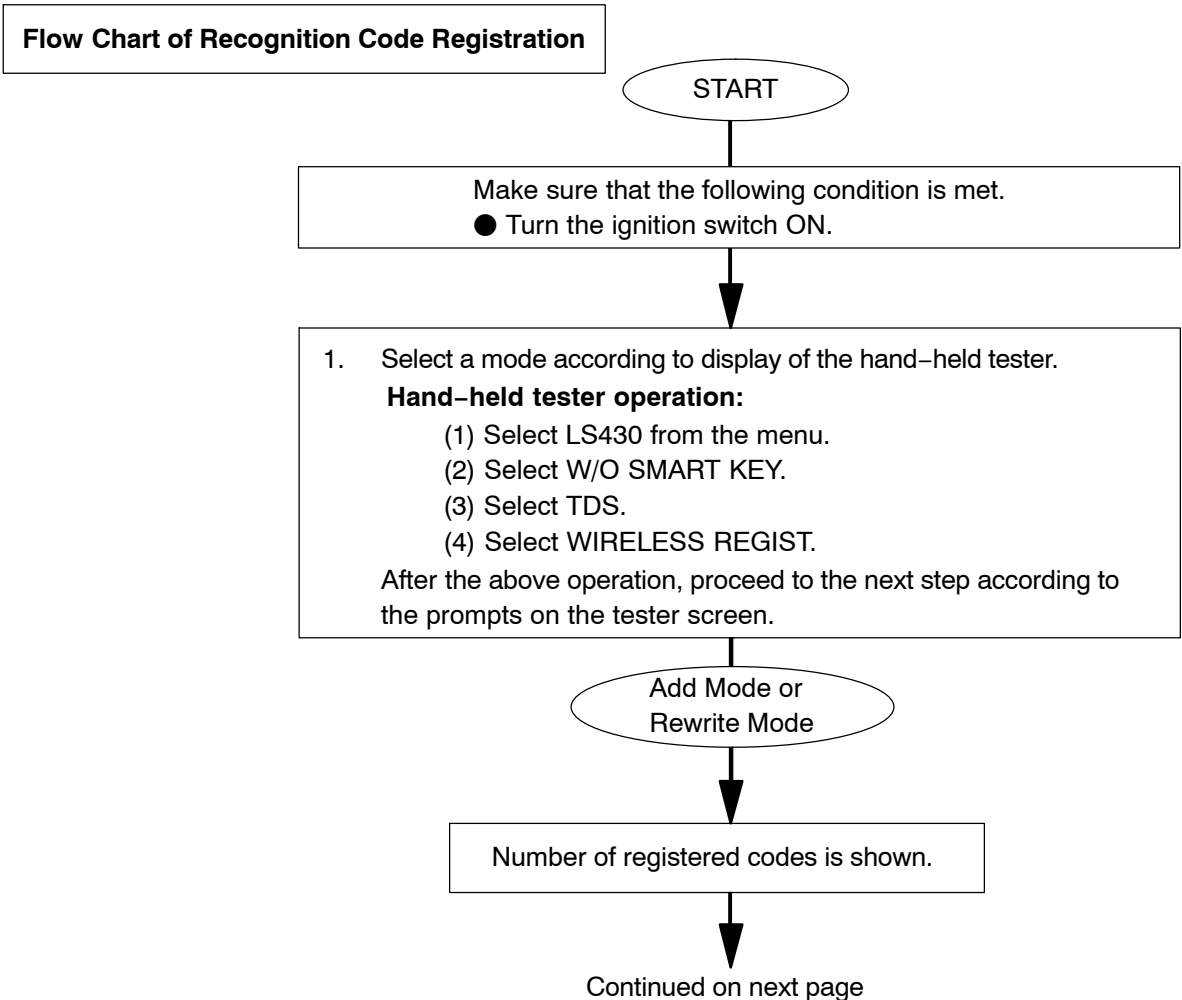 Flow Chart of Recognition Code Registration
START
Make sure that the following condition is met.
● Turn the ignition switch ON.
1. Select a mode according to display of the hand−held tester.
Hand−held tester operation:
(1) Select LS430 from the menu.
(2) Select W/O SMART KEY.
(3) Select TDS.
(4) Select WIRELESS REGIST.
After the above operation, proceed to the next step according to
the prompts on the tester screen.
Add Mode or
Rewrite Mode
Number of registered codes is shown.
Continued on next page